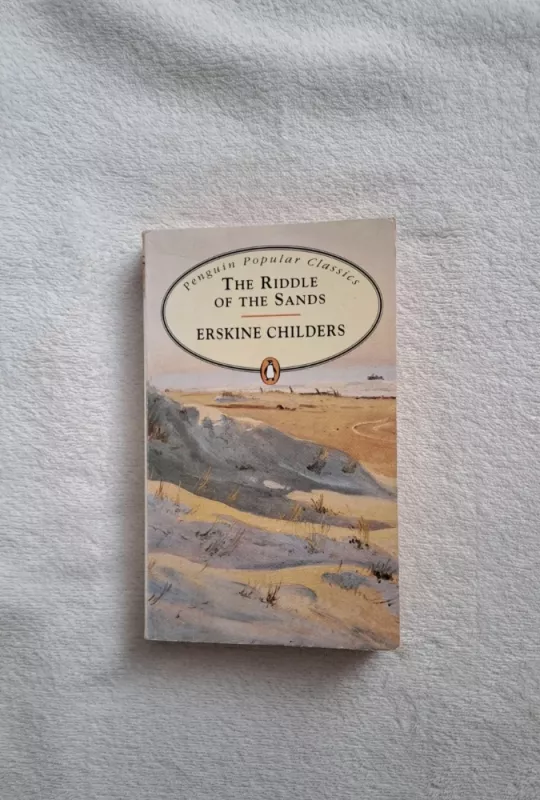 Penguin Popular Classics
THE RIDDLE
OF THE SANDS
ERSKINE CHILDERS